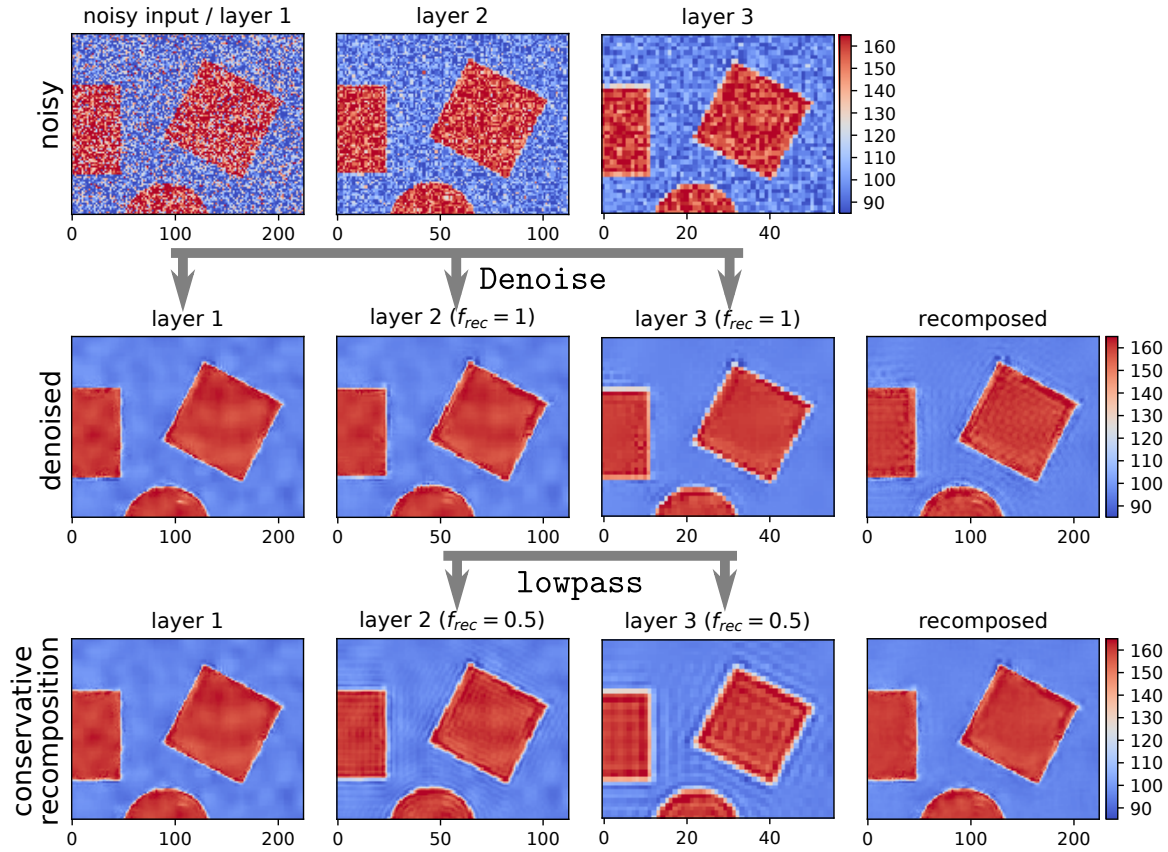 noisy input / layer 1
layer 2
layer 3
noisy
160
150
140
130
120
110
100
90
0 100 200
0 50 100
0 20 40
Denoise
layer 1
layer 2 (f_rec = 1)
layer 3 (f_rec = 1)
recomposed
denoised
160
150
140
130
120
110
100
90
0 100 200
0 50 100
0 20 40
0 100 200
lowpass
layer 1
layer 2 (f_rec = 0.5)
layer 3 (f_rec = 0.5)
recomposed
conservative
recomposition
160
150
140
130
120
110
100
90
0 100 200
0 50 100
0 20 40
0 100 200